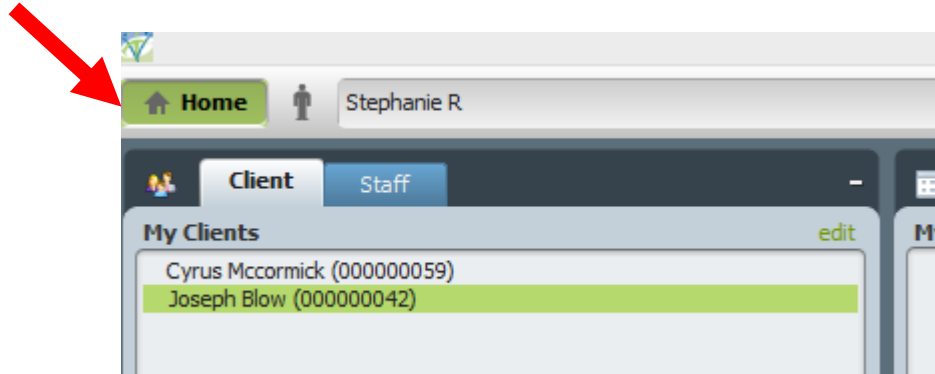 Home Stephanie R
Client Staff -
My Clients edit
Cyrus Mccormick (000000059)
Joseph Blow (000000042)